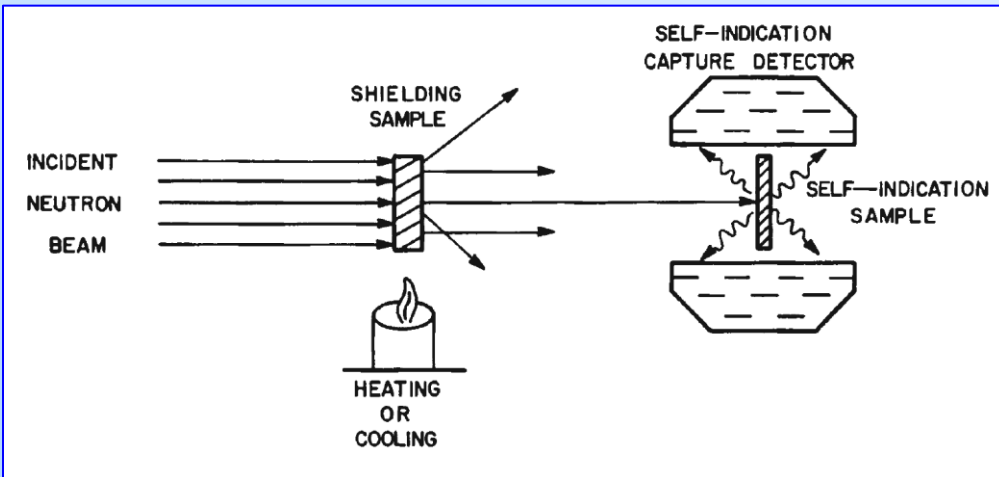 SELF-INDICATION
CAPTURE DETECTOR
SHIELDING
SAMPLE
INCIDENT
NEUTRON
BEAM
SELF-INDICATION
SAMPLE
HEATING
OR
COOLING